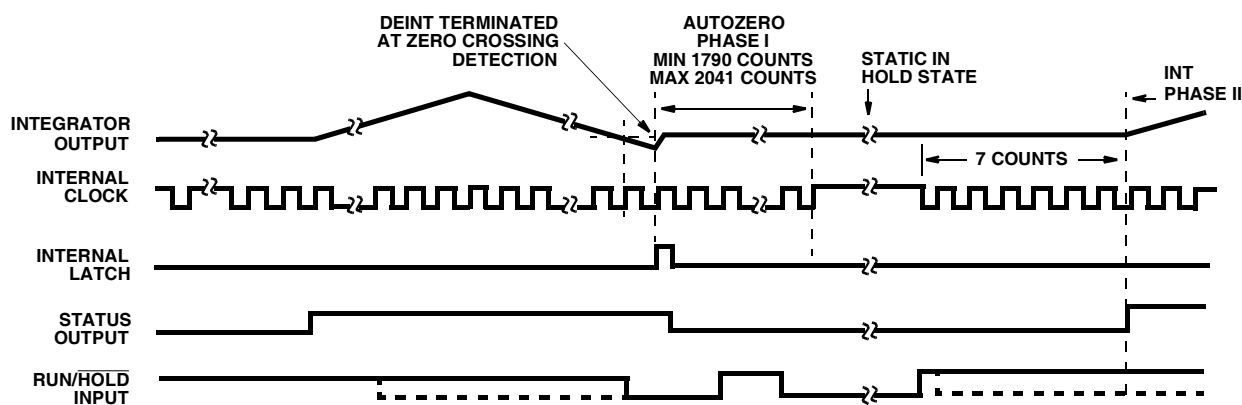 DEINT TERMINATED
AT ZERO CROSSING
DETECTION
AUTOZERO
PHASE I
MIN 1790 COUNTS
MAX 2041 COUNTS
STATIC IN
HOLD STATE
INT
PHASE II
INTEGRATOR
OUTPUT
7 COUNTS
INTERNAL
CLOCK
INTERNAL
LATCH
STATUS
OUTPUT
RUN/HOLD
INPUT